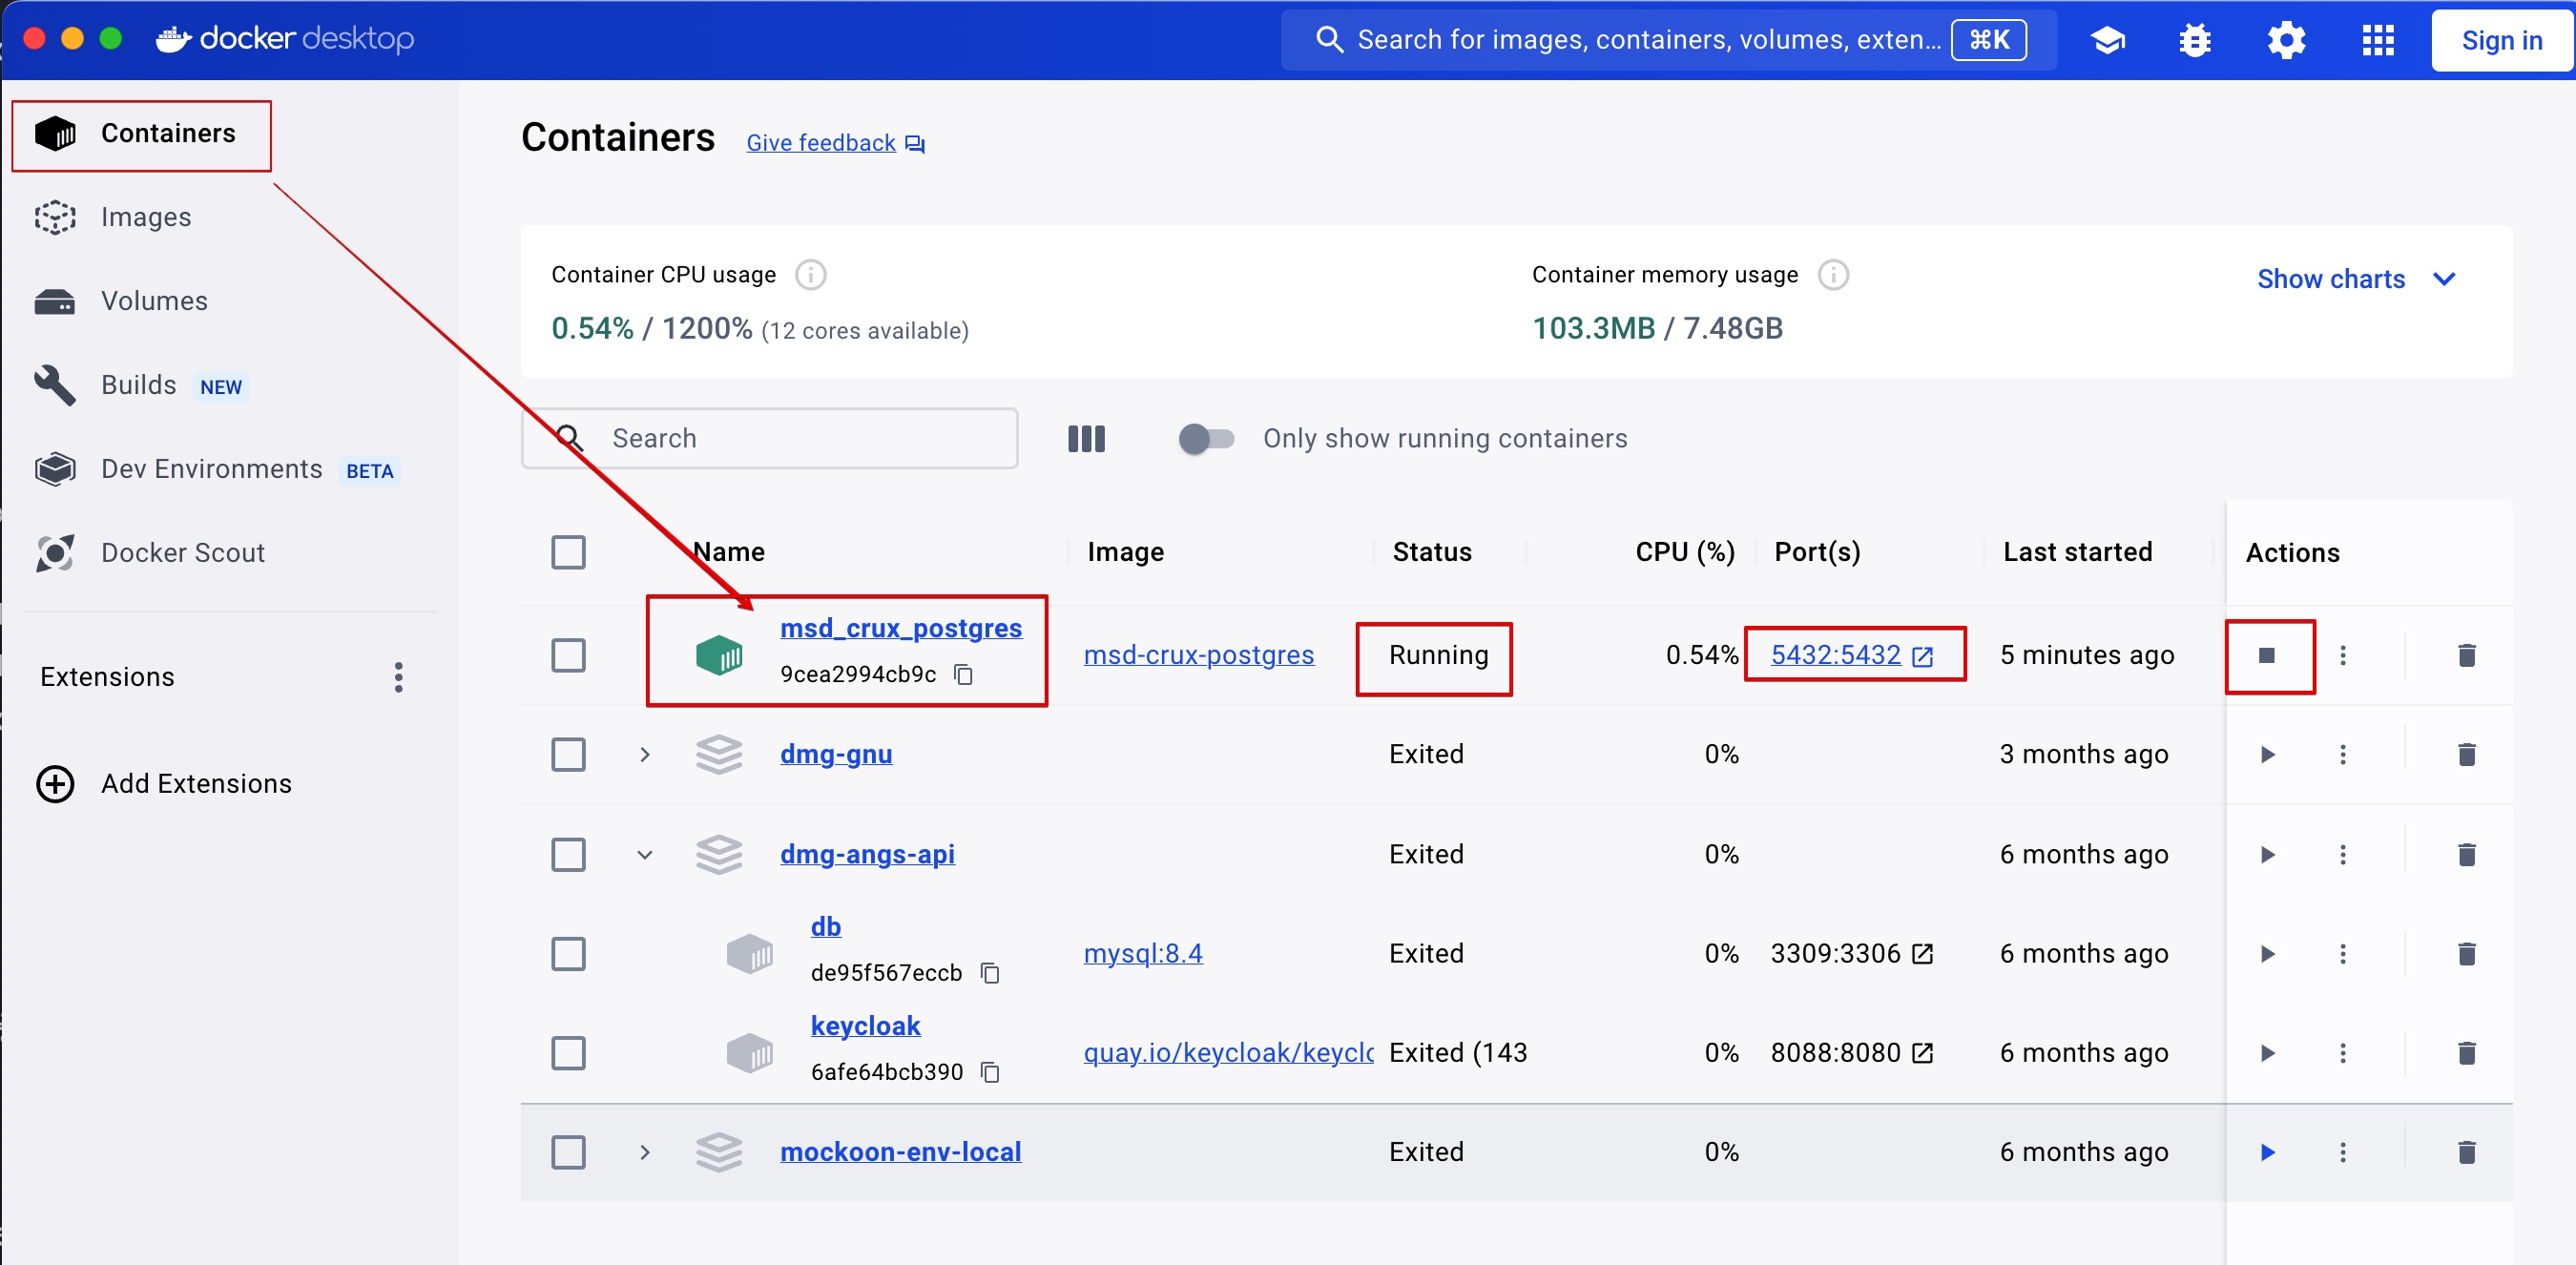 docker desktop
Search for images, containers, volumes, exten...
⌘K
Sign in
Containers
Images
Volumes
Builds NEW
Dev Environments BETA
Docker Scout
Extensions
Add Extensions
Containers Give feedback
Container CPU usage
0.54% / 1200% (12 cores available)
Container memory usage
103.3MB / 7.48GB
Show charts
Search
Only show running containers
Name Image Status CPU (%) Port(s) Last started Actions
msd_crux_postgres
9cea2994cb9c
msd-crux-postgres Running 0.54% 5432:5432 5 minutes ago
dmg-gnu Exited 0% 3 months ago
dmg-angs-api Exited 0% 6 months ago
db
de95f567eccb
mysql:8.4 Exited 0% 3309:3306 6 months ago
keycloak
6afe64bcb390
quay.io/keycloak/keyclc Exited (143 0% 8088:8080 6 months ago
mockoon-env-local Exited 0% 6 months ago